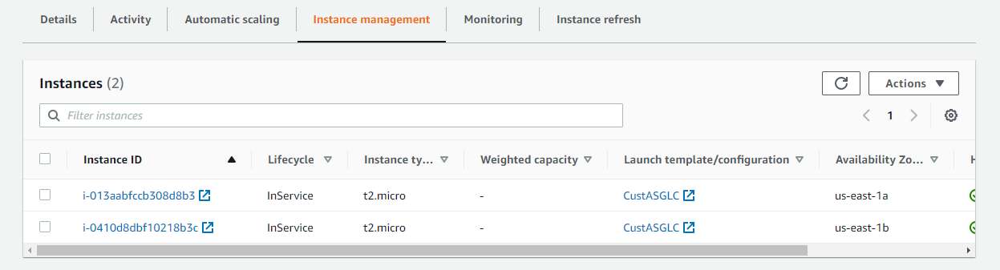 Details Activity Automatic scaling Instance management Monitoring Instance refresh
Instances (2) Actions
Filter instances 1
Instance ID Lifecycle Instance ty... Weighted capacity Launch template/configuration Availability Zo... H
i-013aabfccb308d8b3 InService t2.micro - CustASGLC us-east-1a
i-0410d8dbf10218b3c InService t2.micro - CustASGLC us-east-1b